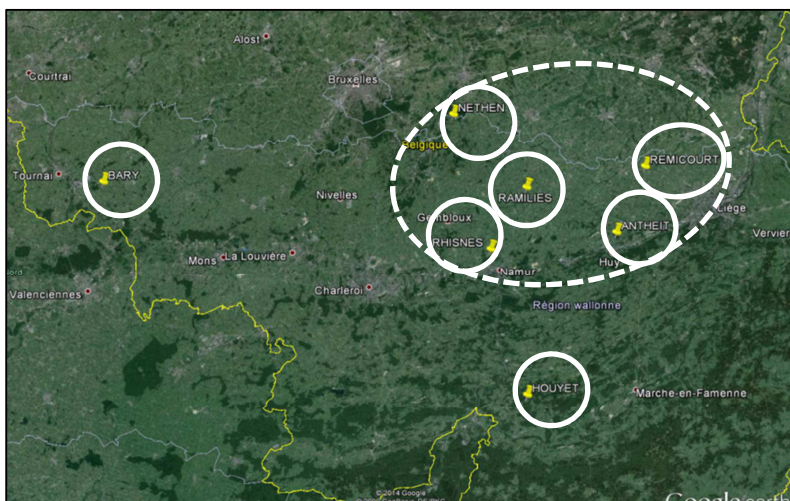 Alost
Courtrai
Bruxelles
NETHEN
Belgique
REMICOURT
Tournai
BARY
Nivelles
RAMILIES
Gembloux
Liège
ANTHEIT
RHISNES
Vervier
Huy
Mons
La Louvière
Namur
Valenciennes
Charleroi
Région wallonne
HOUYET
Marche-en-Famenne
© 2014 Google
Google earth